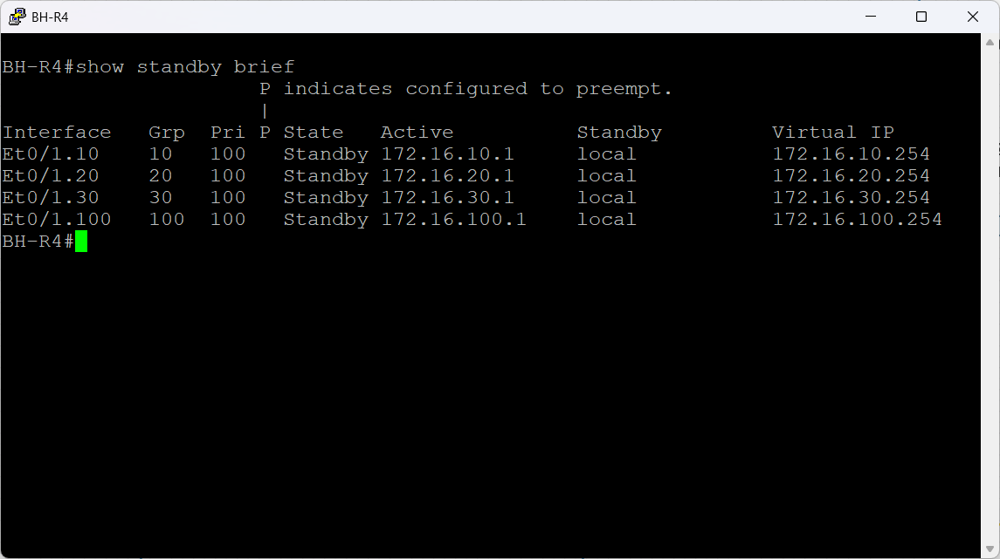 BH-R4
BH-R4#show standby brief
                     P indicates configured to preempt.
                     |
Interface   Grp  Pri P State   Active          Standby         Virtual IP
Et0/1.10    10   100   Standby 172.16.10.1     local           172.16.10.254
Et0/1.20    20   100   Standby 172.16.20.1     local           172.16.20.254
Et0/1.30    30   100   Standby 172.16.30.1     local           172.16.30.254
Et0/1.100   100  100   Standby 172.16.100.1    local           172.16.100.254
BH-R4#